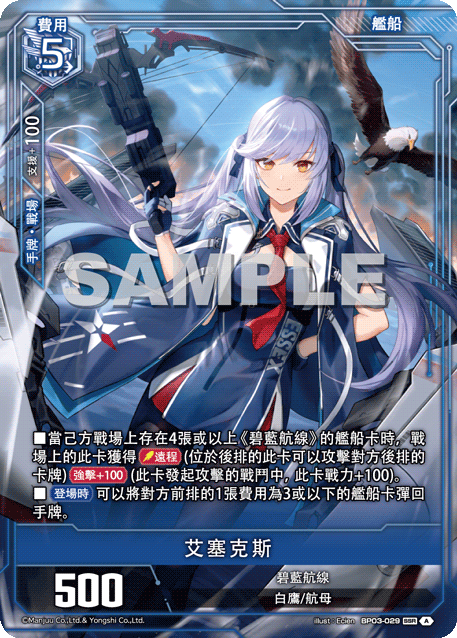 費用
5
艦船
手牌・戰場 支援+ 100
SAMPLE
ESSEX
■當己方戰場上存在4張或以上《碧藍航線》的艦船卡時，戰
場上的此卡獲得 遠程 (位於後排的此卡可以攻擊對方後排的
卡牌) 強擊+100 (此卡發起攻擊的戰鬥中，此卡戰力+100)。
■ 登場時 可以將對方前排的1張費用為3或以下的艦船卡彈回
手牌。
艾塞克斯
500
碧藍航線
白鷹/航母
©Manjuu Co.,Ltd.& Yongshi Co.,Ltd.
illust : Ecien BP03-029 SSR A